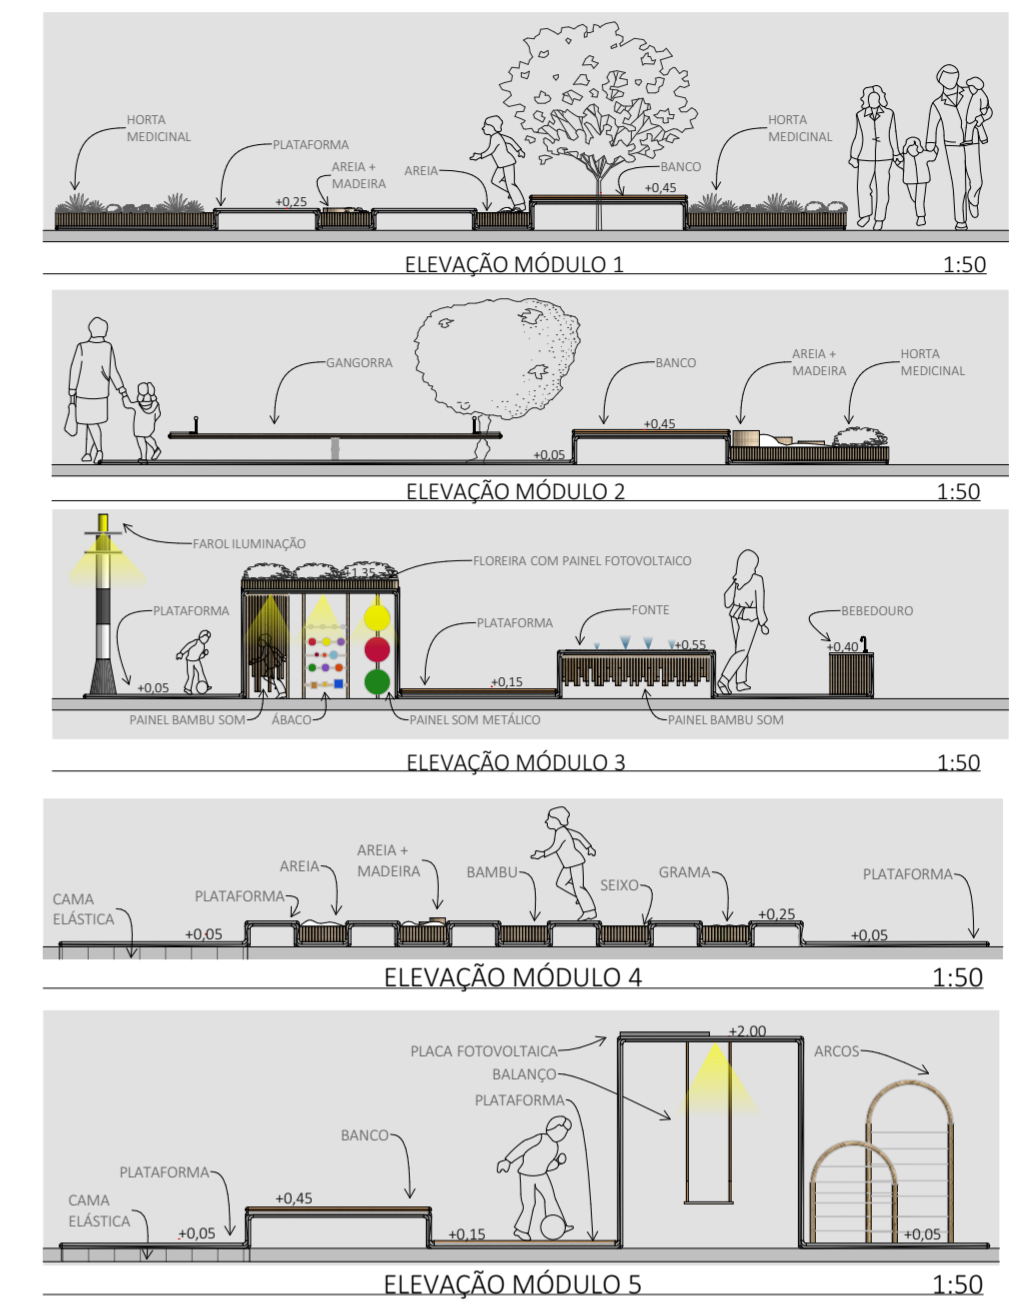 HORTA
MEDICINAL
PLATAFORMA
AREIA +
MADEIRA
AREIA
BANCO
HORTA
MEDICINAL
+0,25
+0,45
ELEVAÇÃO MÓDULO 1
1:50
GANGORRA
BANCO
AREIA +
MADEIRA
HORTA
MEDICINAL
+0,45
+0,05
ELEVAÇÃO MÓDULO 2
1:50
FAROL ILUMINAÇÃO
FLOREIRA COM PAINEL FOTOVOLTAICO
+1.35
PLATAFORMA
PLATAFORMA
FONTE
BEBEDOURO
+0,55
+0,40
+0,05
+0,15
PAINEL BAMBU SOM
ÁBACO
PAINEL SOM METÁLICO
PAINEL BAMBU SOM
ELEVAÇÃO MÓDULO 3
1:50
CAMA
ELÁSTICA
PLATAFORMA
AREIA
AREIA +
MADEIRA
BAMBU
SEIXO
GRAMA
PLATAFORMA
+0,05
+0,25
+0,05
ELEVAÇÃO MÓDULO 4
1:50
PLACA FOTOVOLTAICA
+2.00
ARCOS
BALANÇO
PLATAFORMA
BANCO
PLATAFORMA
CAMA
ELÁSTICA
+0,45
+0,05
+0,15
+0,05
ELEVAÇÃO MÓDULO 5
1:50